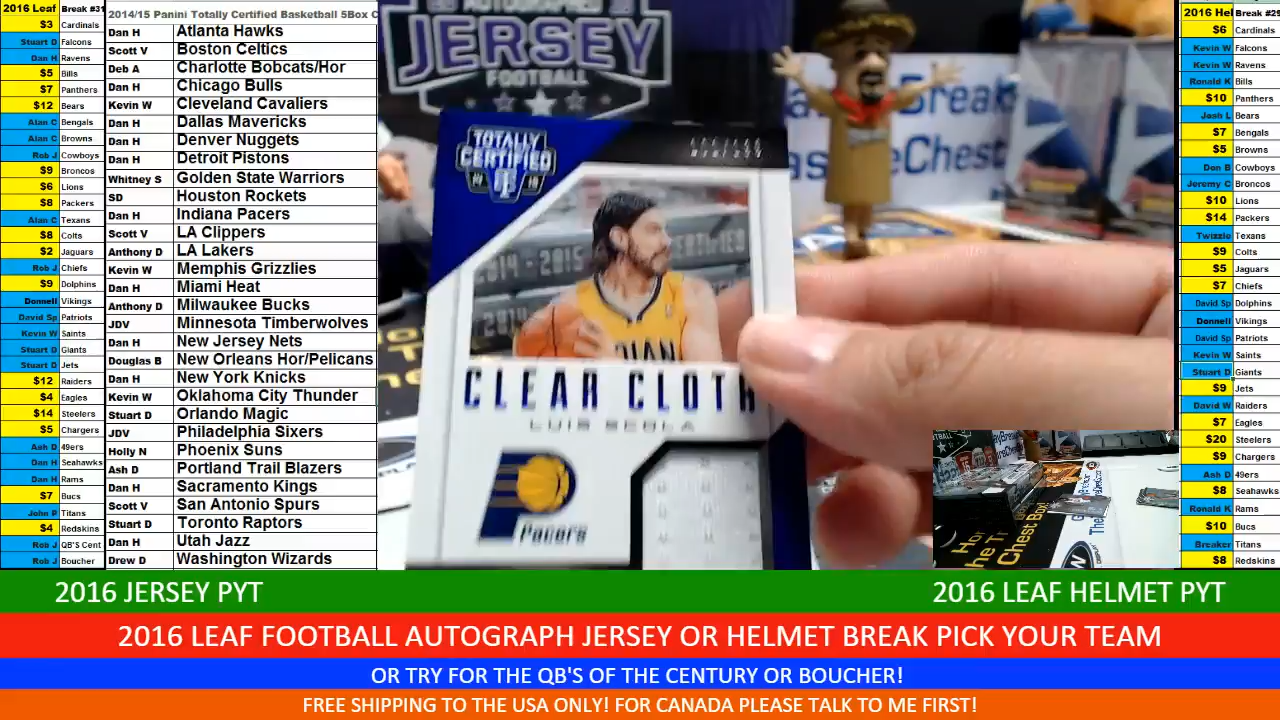 2016 Leaf Break #31
$3 Cardinals
Stuart D Falcons
Dan H Ravens
$5 Bills
$7 Panthers
$12 Bears
Alan C Bengals
Alan C Browns
Rob J Cowboys
$9 Broncos
$6 Lions
$8 Packers
Alan C Texans
$8 Colts
$2 Jaguars
Rob J Chiefs
$9 Dolphins
Donnell Vikings
David Sp Patriots
Kevin W Saints
Stuart D Giants
Stuart D Jets
$12 Raiders
$4 Eagles
$14 Steelers
$5 Chargers
Ash D 49ers
Dan H Seahawks
Dan H Rams
$7 Bucs
John P Titans
$4 Redskins
Rob J QB'S Cent
Rob J Boucher
2014/15 Panini Totally Certified Basketball 5Box C
Dan H Atlanta Hawks
Scott V Boston Celtics
Deb A Charlotte Bobcats/Hor
Dan H Chicago Bulls
Kevin W Cleveland Cavaliers
Dan H Dallas Mavericks
Dan H Denver Nuggets
Dan H Detroit Pistons
Whitney S Golden State Warriors
SD Houston Rockets
Dan H Indiana Pacers
Scott V LA Clippers
Anthony D LA Lakers
Kevin W Memphis Grizzlies
Dan H Miami Heat
Anthony D Milwaukee Bucks
JDV Minnesota Timberwolves
Dan H New Jersey Nets
Douglas B New Orleans Hor/Pelicans
Dan H New York Knicks
Kevin W Oklahoma City Thunder
Stuart D Orlando Magic
JDV Philadelphia Sixers
Holly N Phoenix Suns
Ash D Portland Trail Blazers
Dan H Sacramento Kings
Scott V San Antonio Spurs
Stuart D Toronto Raptors
Dan H Utah Jazz
Drew D Washington Wizards
AUTOGRAPHED
JERSEY
FOOTBALL
TOTALLY
CERTIFIED
2014-2015
CERTIFIED
DIAN
CLEAR CLOTH
LUIS SCOLA
Pacers
Break
Chest
2016 Hel Break #29
$6 Cardinals
Kevin W Falcons
Kevin W Ravens
Ronald K Bills
$10 Panthers
Josh L Bears
$7 Bengals
$5 Browns
Don B Cowboys
Jeremy C Broncos
$10 Lions
$14 Packers
Twizzle Texans
$9 Colts
$5 Jaguars
$7 Chiefs
David Sp Dolphins
Donnell Vikings
David Sp Patriots
Kevin W Saints
Stuart D Giants
$9 Jets
David W Raiders
$7 Eagles
$20 Steelers
$9 Chargers
Ash D 49ers
$8 Seahawks
Ronald K Rams
$10 Bucs
Breaker Titans
$8 Redskins
Chest Box!
2016 JERSEY PYT
2016 LEAF HELMET PYT
2016 LEAF FOOTBALL AUTOGRAPH JERSEY OR HELMET BREAK PICK YOUR TEAM
OR TRY FOR THE QB'S OF THE CENTURY OR BOUCHER!
FREE SHIPPING TO THE USA ONLY! FOR CANADA PLEASE TALK TO ME FIRST!